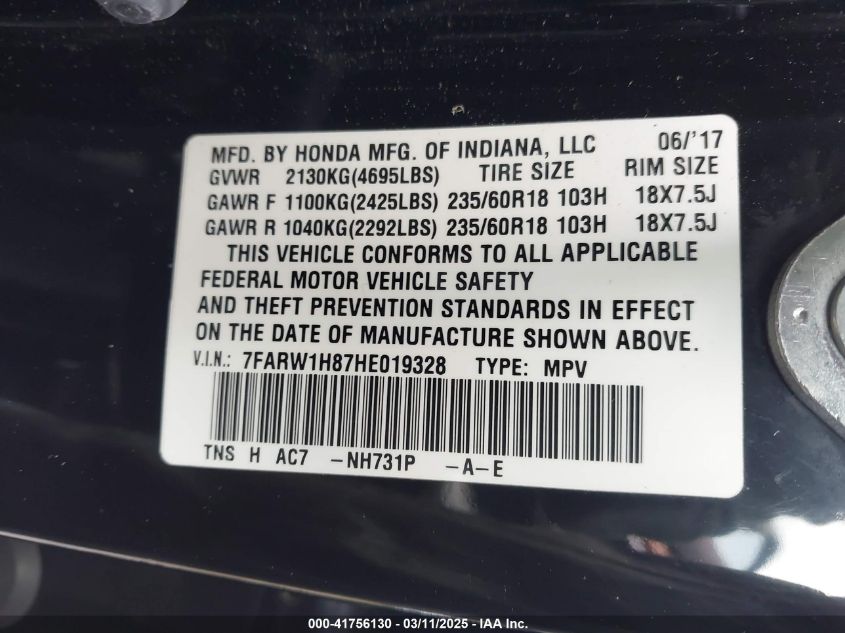 MFD. BY HONDA MFG. OF INDIANA, LLC 06/'17
GVWR 2130KG(4695LBS) TIRE SIZE RIM SIZE
GAWR F 1100KG(2425LBS) 235/60R18 103H 18X7.5J
GAWR R 1040KG(2292LBS) 235/60R18 103H 18X7.5J
THIS VEHICLE CONFORMS TO ALL APPLICABLE
FEDERAL MOTOR VEHICLE SAFETY
AND THEFT PREVENTION STANDARDS IN EFFECT
ON THE DATE OF MANUFACTURE SHOWN ABOVE.
V.I.N.: 7FARW1H87HE019328 TYPE: MPV
TNS H AC7 -NH731P -A-E
000-41756130 - 03/11/2025 - IAA Inc.